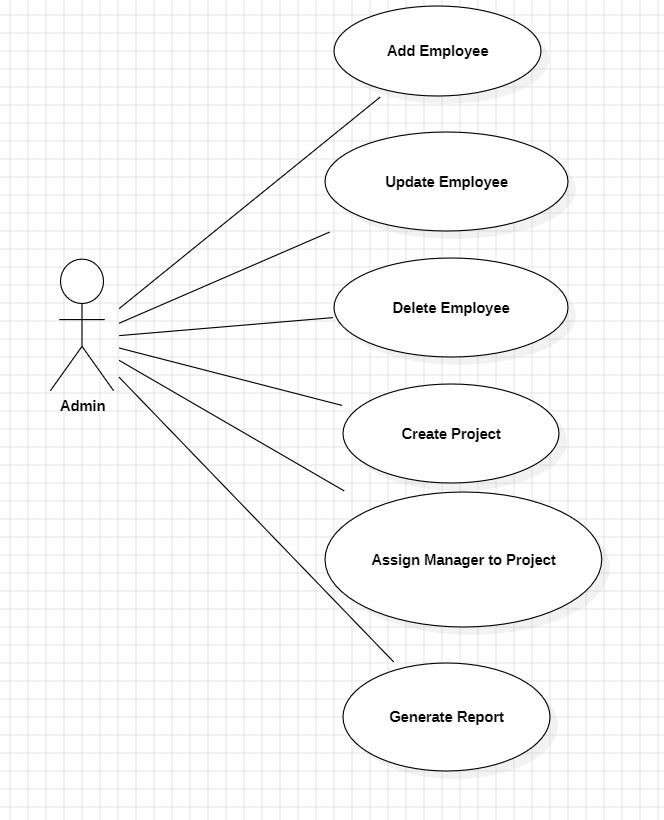 Add Employee
Update Employee
Delete Employee
Admin
Create Project
Assign Manager to Project
Generate Report